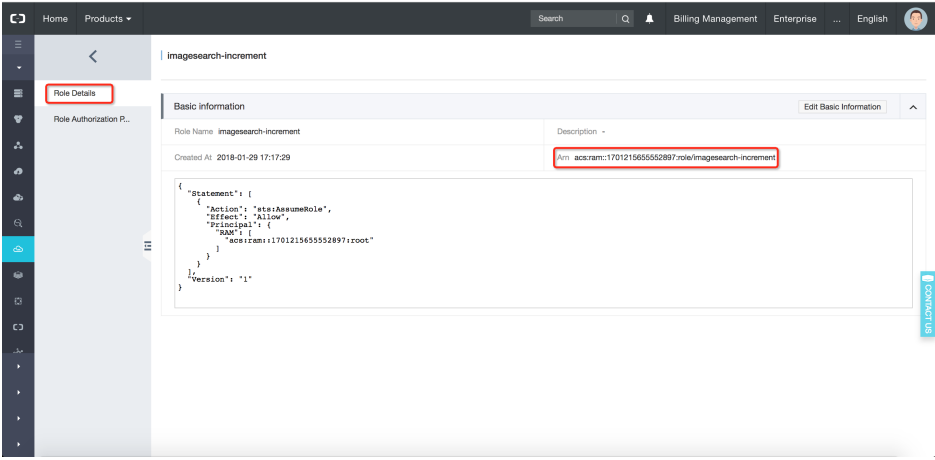 Home Products Search Billing Management Enterprise ... English
imagesearch-increment
Role Details
Role Authorization P...
Basic information Edit Basic Information
Role Name imagesearch-increment Description -
Created At 2018-01-29 17:17:29 Arn acs:ram::1701215655552897:role/imagesearch-increment
{
"Statement": [
{
"Action": "sts:AssumeRole",
"Effect": "Allow",
"Principal": {
"RAM": [
"acs:ram::1701215655552897:root"
]
}
}
],
"Version": "1"
}
CONTACT US